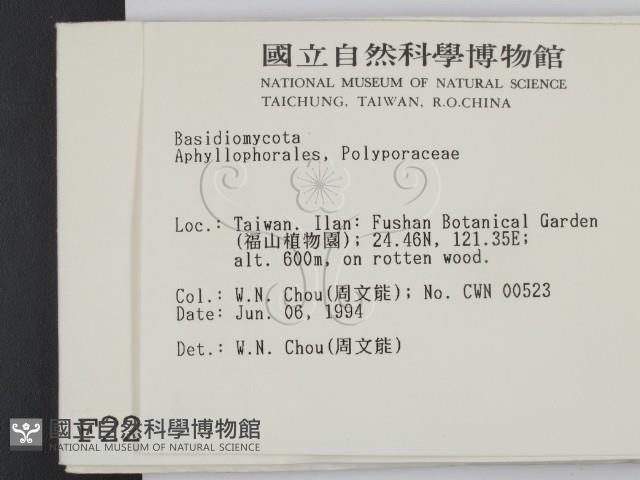 國立自然科學博物館
NATIONAL MUSEUM OF NATURAL SCIENCE
TAICHUNG, TAIWAN, R.O.CHINA
Basidiomycota
Aphyllophorales, Polyporaceae
Loc.: Taiwan. Ilan: Fushan Botanical Garden
(福山植物園); 24.46N, 121.35E;
alt. 600m, on rotten wood.
Col.: W.N. Chou(周文能); No. CWN 00523
Date: Jun. 06, 1994
Det.: W.N. Chou(周文能)
F22
國立自然科學博物館
NATIONAL MUSEUM OF NATURAL SCIENCE